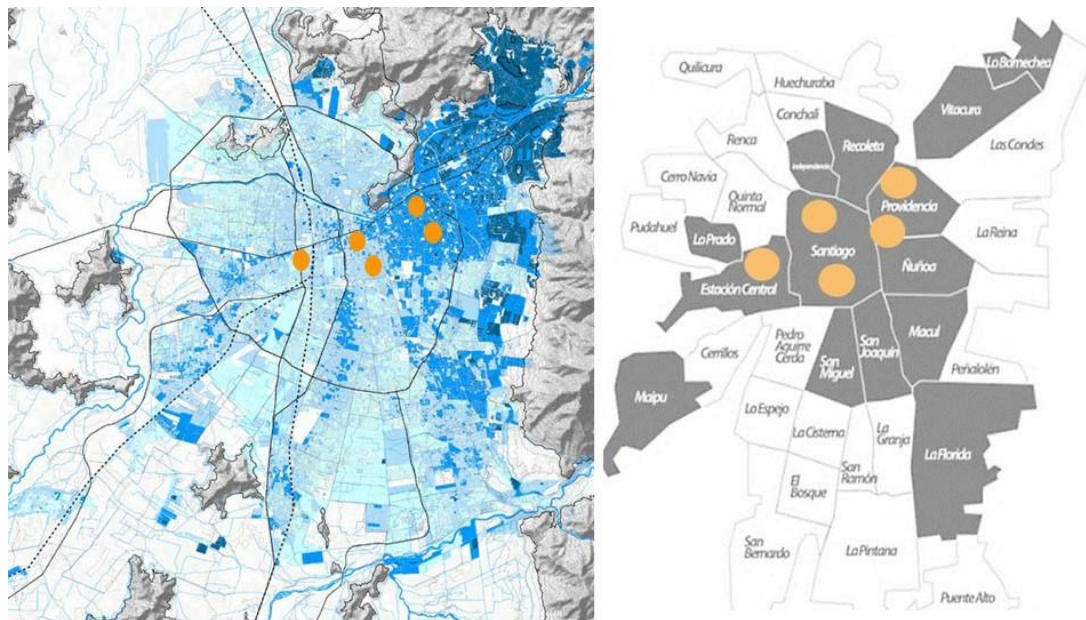 Lo Barnechea
Quilicura
Huechuraba
Vitacura
Conchali
Recoleta
Renca
Las Condes
Independencia
Cerro Navia
Quinta
Normal
Providencia
Pudahuel
Lo Prado
La Reina
Santiago
Ñuñoa
Estación Central
Macul
San
Joaquín
Pedro
Aguirre
Cerda
Cerrillos
San
Miguel
Peñalolén
Maipu
Lo Espejo
La Cisterna
La
Granja
La Florida
San
Ramón
El
Bosque
San
Bernardo
La Pintana
Puente Alto